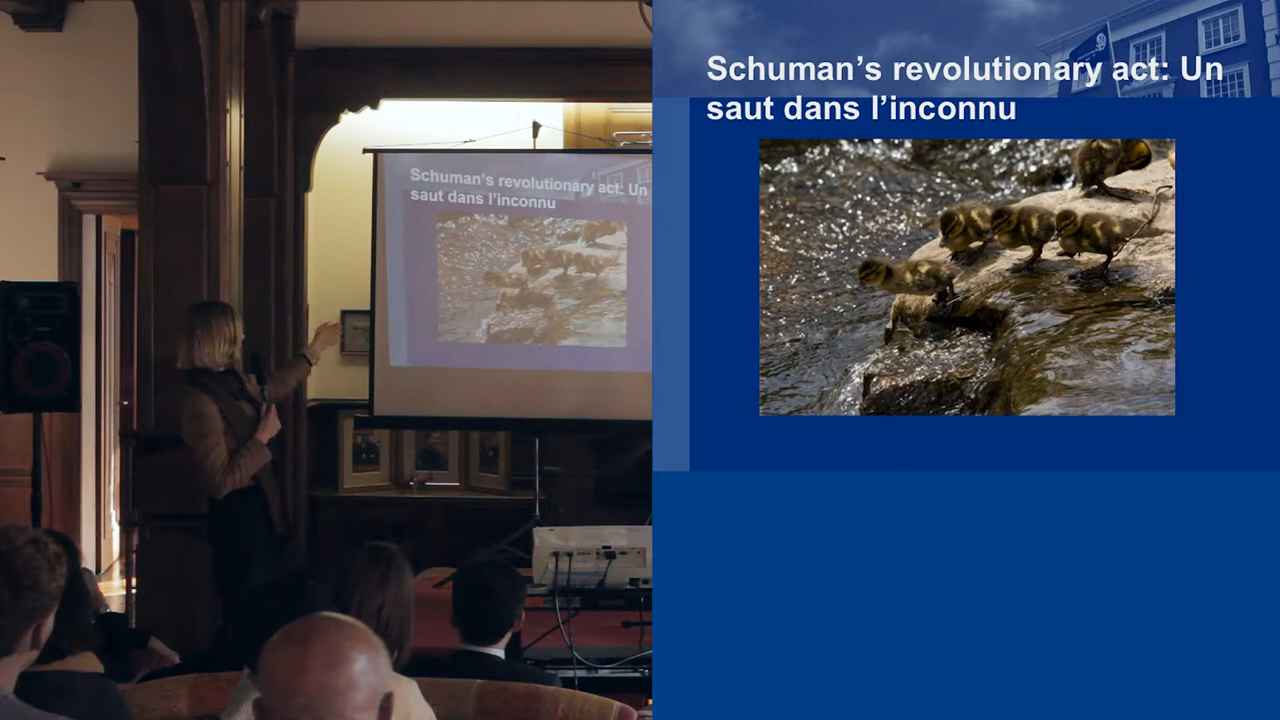 Schuman's revolutionary act: Un
saut dans l'inconnu
Schuman’s revolutionary act: Un
saut dans l’inconnu